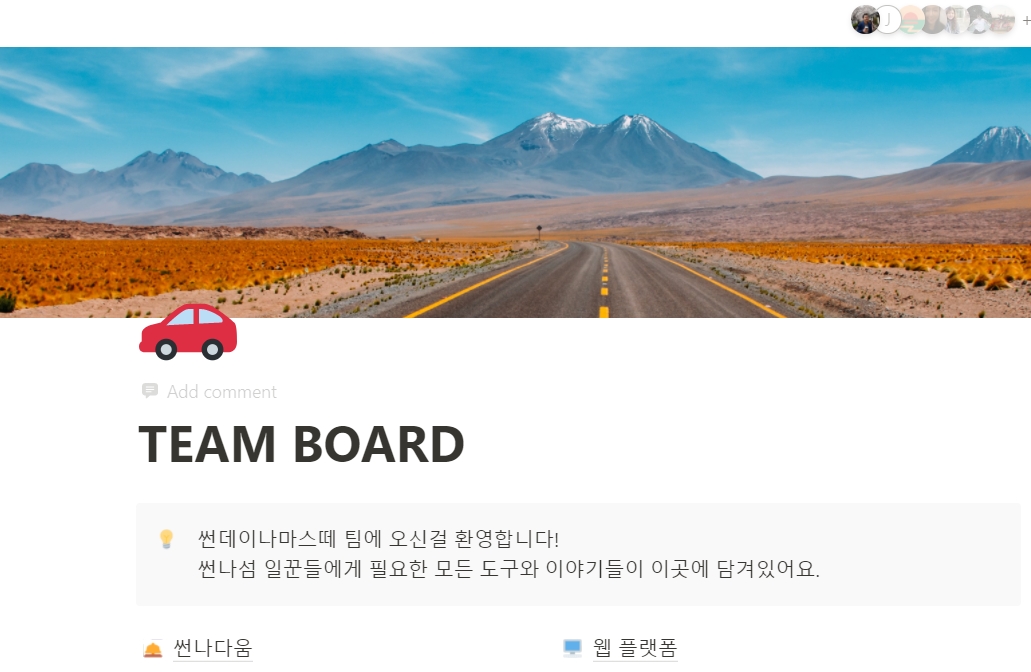 J
+
Add comment
TEAM BOARD
썬데이나마스떼 팀에 오신걸 환영합니다!
썬나섬 일꾼들에게 필요한 모든 도구와 이야기들이 이곳에 담겨있어요.
썬나다움
웹 플랫폼